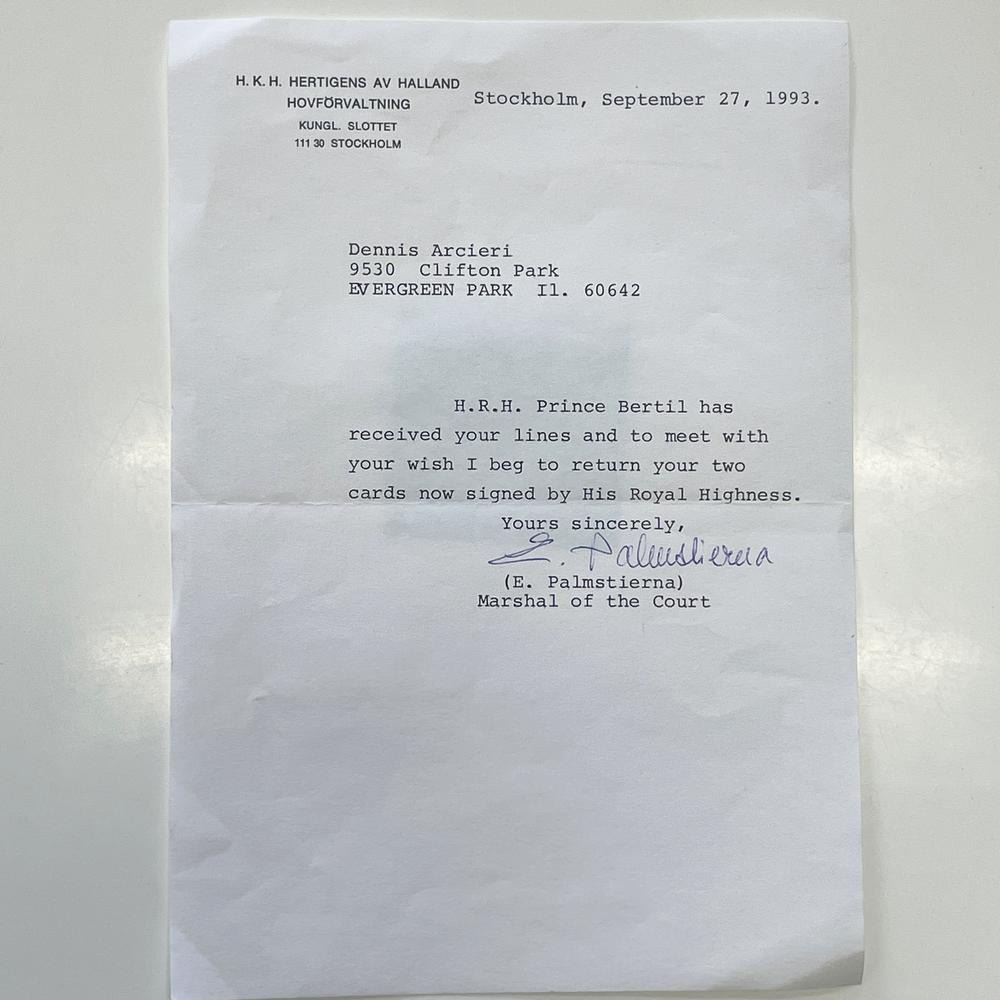 H. K. H. HERTIGENS AV HALLAND
HOVFÖRVALTNING
KUNGL. SLOTTET
111 30 STOCKHOLM
Stockholm, September 27, 1993.
Dennis Arcieri
9530 Clifton Park
EVERGREEN PARK Il. 60642
H.R.H. Prince Bertil has
received your lines and to meet with
your wish I beg to return your two
cards now signed by His Royal Highness.
Yours sincerely,
E. Palmstierna
(E. Palmstierna)
Marshal of the Court